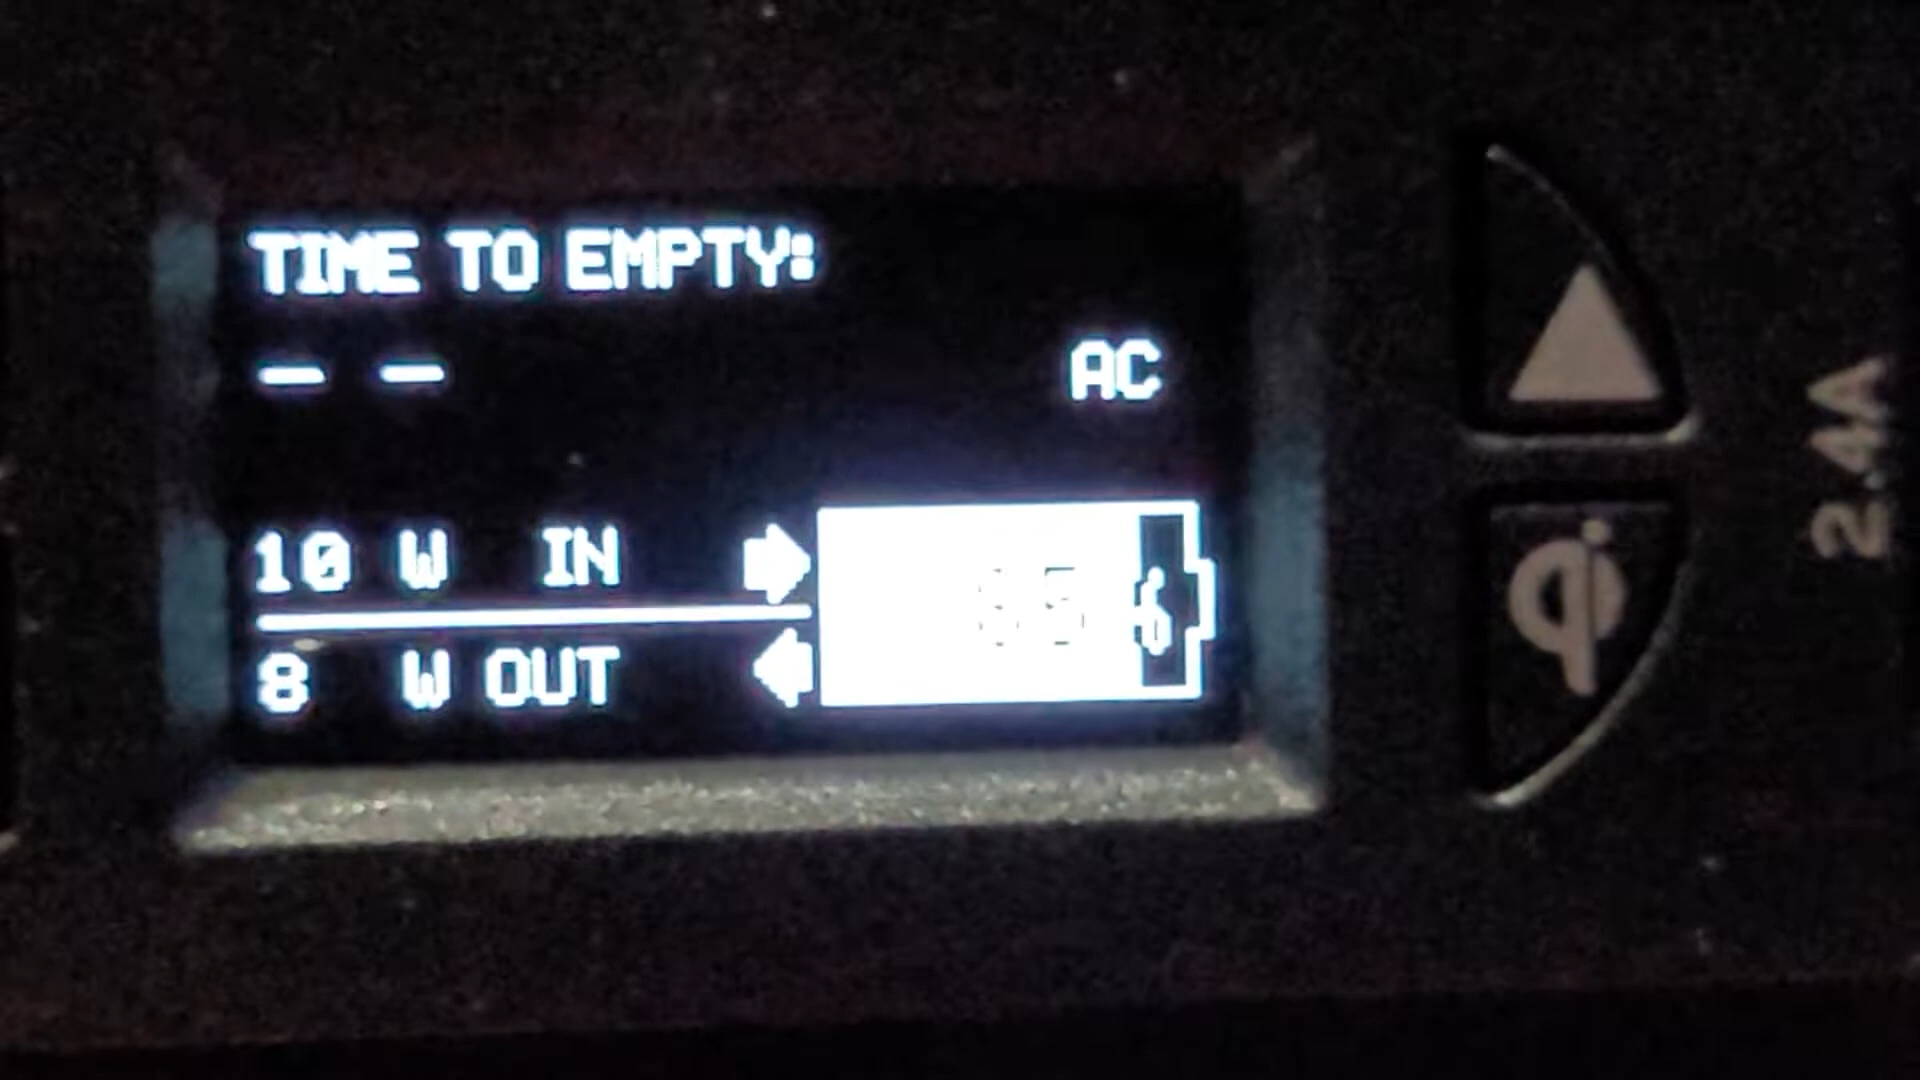 TIME TO EMPTY:
– –
AC
10 W IN
8 W OUT
qi
2.4A